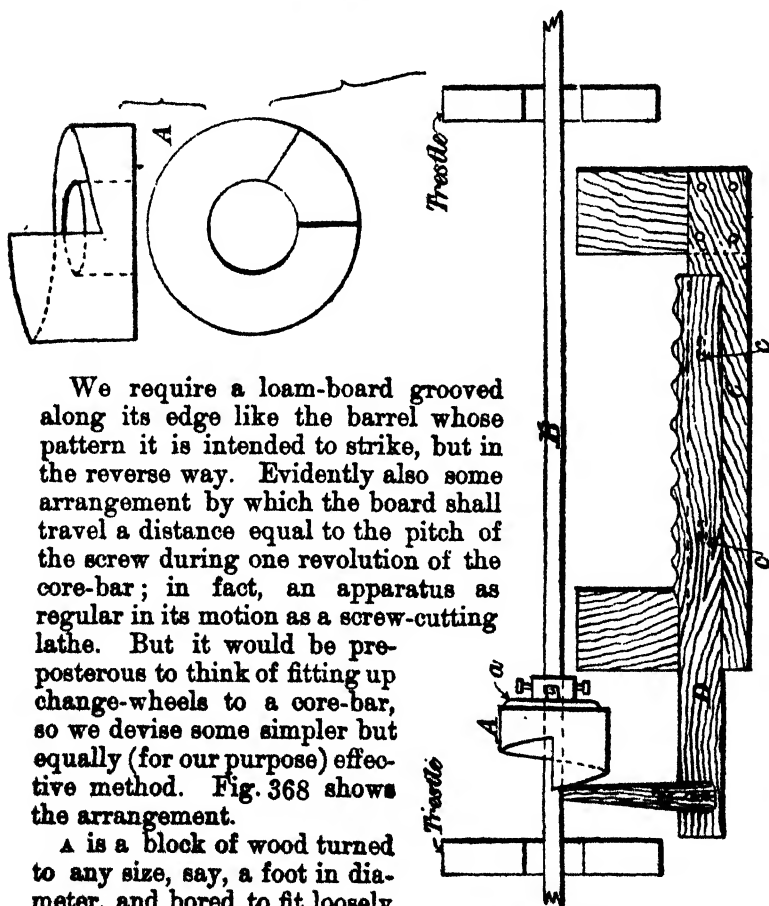 A
Trestle
We require a loam-board grooved
along its edge like the barrel whose
pattern it is intended to strike, but in
the reverse way. Evidently also some
arrangement by which the board shall
travel a distance equal to the pitch of
the screw during one revolution of the
core-bar; in fact, an apparatus as
regular in its motion as a screw-cutting
lathe. But it would be pre-
posterous to think of fitting up
change-wheels to a core-bar,
so we devise some simpler but
equally (for our purpose) effec-
tive method. Fig. 368 shows
the arrangement.
A is a block of wood turned
to any size, say, a foot in dia-
meter, and bored to fit loosely
B
c
C
c
a
A
D
Trestle